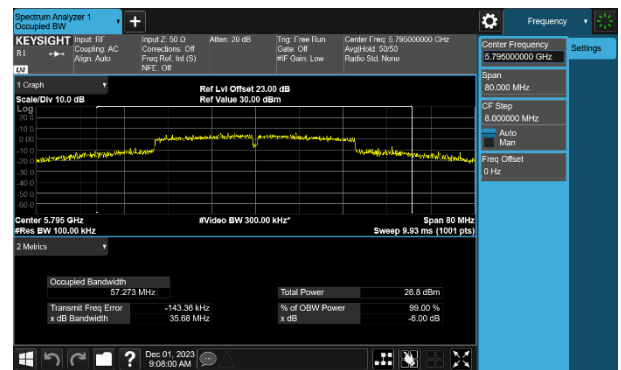 Spectrum Analyzer 1
Occupied BW
+
Frequency
KEYSIGHT
R L
Input: RF
Coupling: AC
Align: Auto
Input Z: 50 Ω
Corrections: Off
Freq Ref: Int (S)
NFE: Off
Atten: 20 dB
Trig: Free Run
Gate: Off
#IF Gain: Low
Center Freq: 5.795000000 GHz
Avg|Hold: 50/50
Radio Std: None
Center Frequency
5.795000000 GHz
Settings
Span
80.000 MHz
CF Step
8.000000 MHz
Auto
Man
Freq Offset
0 Hz
1 Graph
Scale/Div 10.0 dB
Ref Lvl Offset 23.00 dB
Ref Value 30.00 dBm
Log
20.0
10.0
0.00
-10.0
-20.0
-30.0
-40.0
-50.0
-60.0
Center 5.795 GHz
#Res BW 100.00 kHz
#Video BW 300.00 kHz*
Span 80 MHz
Sweep 9.93 ms (1001 pts)
2 Metrics
Occupied Bandwidth
57.273 MHz
Total Power 26.8 dBm
Transmit Freq Error -143.36 kHz
% of OBW Power 99.00 %
x dB Bandwidth 35.68 MHz
x dB -6.00 dB
?
Dec 01, 2023
9:08:00 AM